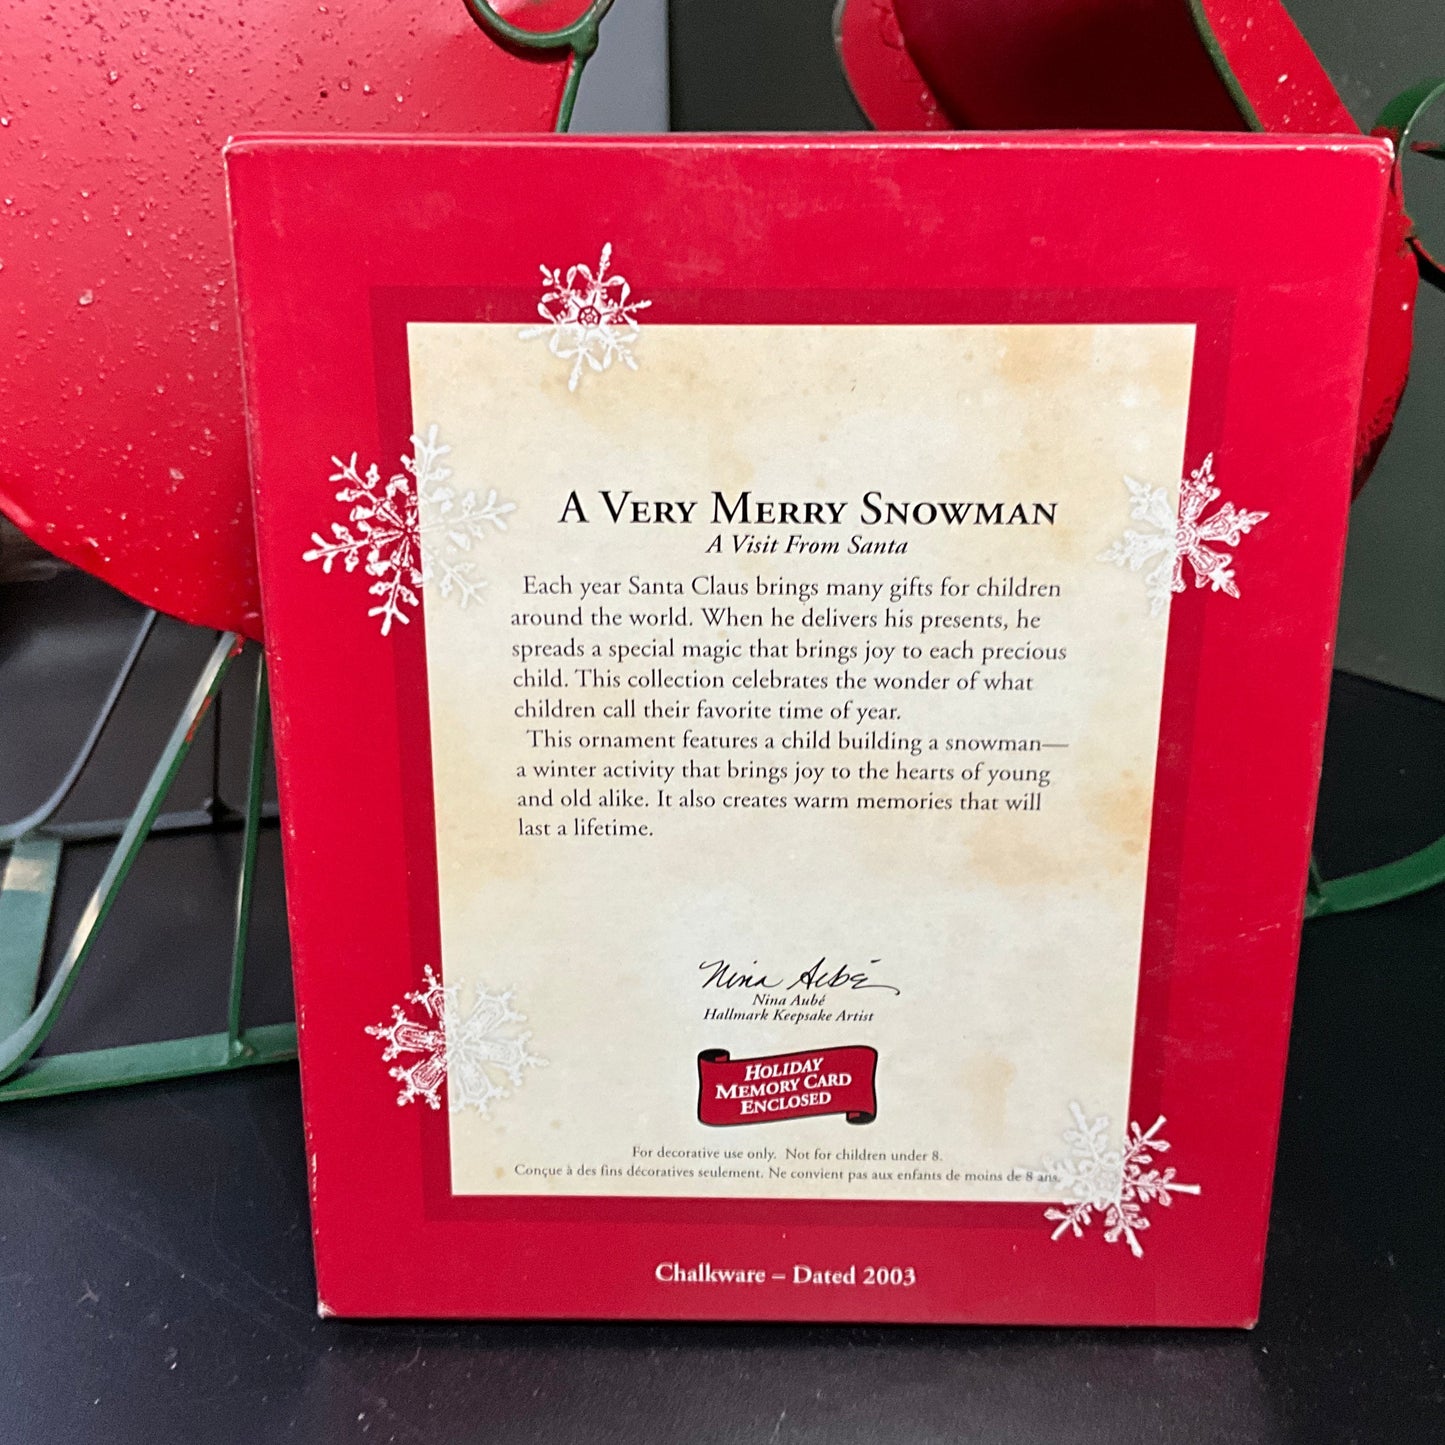 A Very Merry Snowman
A Visit From Santa
Each year Santa Claus brings many gifts for children
around the world. When he delivers his presents, he
spreads a special magic that brings joy to each precious
child. This collection celebrates the wonder of what
children call their favorite time of year.
This ornament features a child building a snowman—
a winter activity that brings joy to the hearts of young
and old alike. It also creates warm memories that will
last a lifetime.
Nina Aubé
Nina Aubé
Hallmark Keepsake Artist
Holiday
Memory Card
Enclosed
For decorative use only. Not for children under 8.
Conçue à des fins décoratives seulement. Ne convient pas aux enfants de moins de 8 ans.
Chalkware – Dated 2003